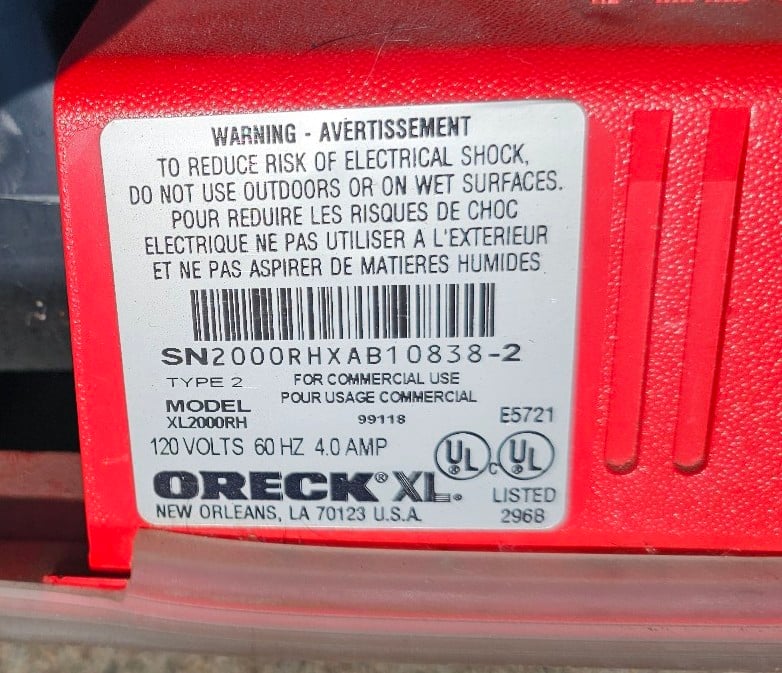 WARNING - AVERTISSEMENT
TO REDUCE RISK OF ELECTRICAL SHOCK,
DO NOT USE OUTDOORS OR ON WET SURFACES.
POUR REDUIRE LES RISQUES DE CHOC
ELECTRIQUE NE PAS UTILISER A L'EXTERIEUR
ET NE PAS ASPIRER DE MATIERES HUMIDES
SN2000RHXAB10838-2
TYPE 2 FOR COMMERCIAL USE
POUR USAGE COMMERCIAL
MODEL
XL2000RH 99118 E5721
120 VOLTS 60 HZ 4.0 AMP
UL ® c UL ®
ORECK® XL®
LISTED
NEW ORLEANS, LA 70123 U.S.A. 296B